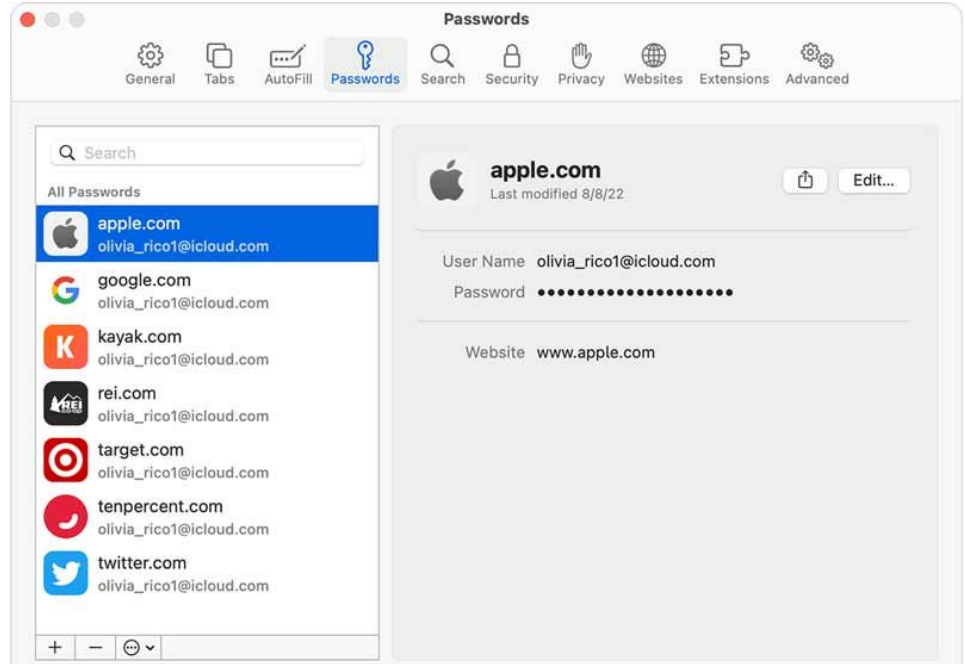 Passwords
General Tabs AutoFill Passwords Search Security Privacy Websites Extensions Advanced
Search
All Passwords
apple.com
olivia_rico1@icloud.com
google.com
olivia_rico1@icloud.com
kayak.com
olivia_rico1@icloud.com
rei.com
olivia_rico1@icloud.com
target.com
olivia_rico1@icloud.com
tenpercent.com
olivia_rico1@icloud.com
twitter.com
olivia_rico1@icloud.com
apple.com
Last modified 8/8/22
Edit...
User Name olivia_rico1@icloud.com
Password ••••••••••••••••••••
Website www.apple.com
G
K
REI
co·op